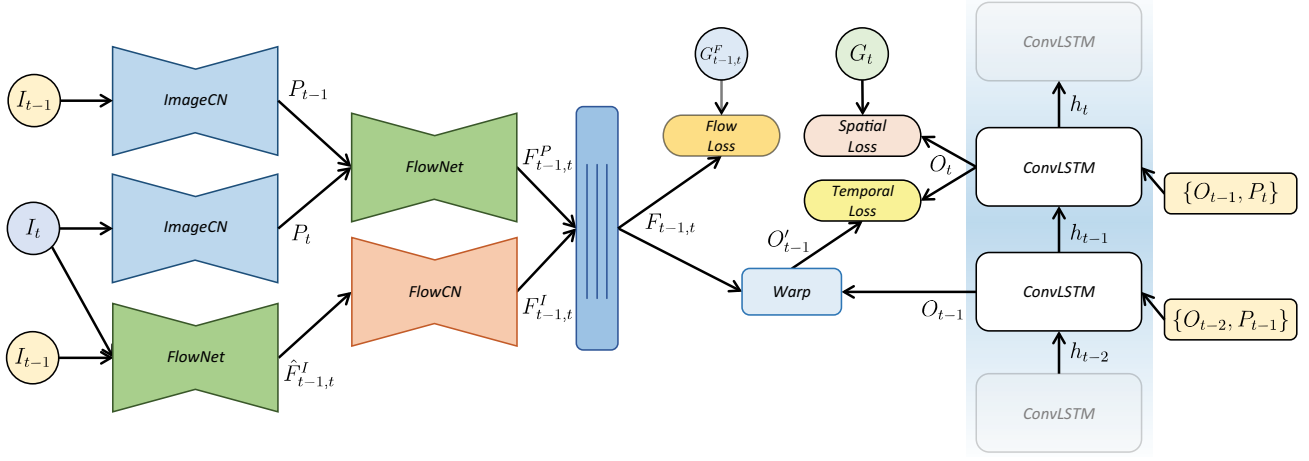 I_{t-1}
ImageCN
P_{t-1}
I_t
ImageCN
P_t
I_{t-1}
FlowNet
\hat{F}^I_{t-1,t}
FlowNet
F^P_{t-1,t}
FlowCN
F^I_{t-1,t}
F_{t-1,t}
G^F_{t-1,t}
Flow
Loss
G_t
Spatial
Loss
O_t
Temporal
Loss
O'_{t-1}
Warp
O_{t-1}
ConvLSTM
h_t
ConvLSTM
{O_{t-1}, P_t}
h_{t-1}
ConvLSTM
{O_{t-2}, P_{t-1}}
h_{t-2}
ConvLSTM